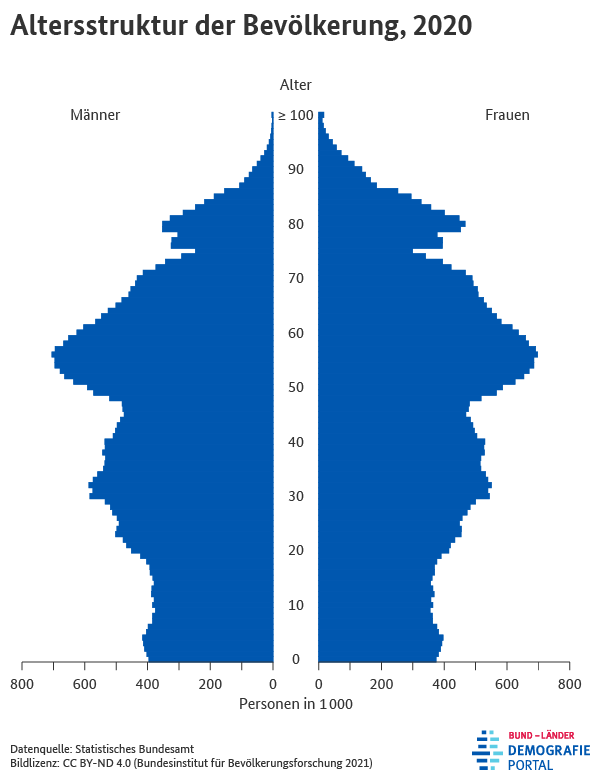 Altersstruktur der Bevölkerung, 2020
Alter
Männer
≥ 100
Frauen
90
80
70
60
50
40
30
20
10
0
800 600 400 200 0 0 200 400 600 800
Personen in 1 000
Datenquelle: Statistisches Bundesamt
Bildlizenz: CC BY-ND 4.0 (Bundesinstitut für Bevölkerungsforschung 2021)
BUND-LÄNDER
DEMOGRAFIE
PORTAL